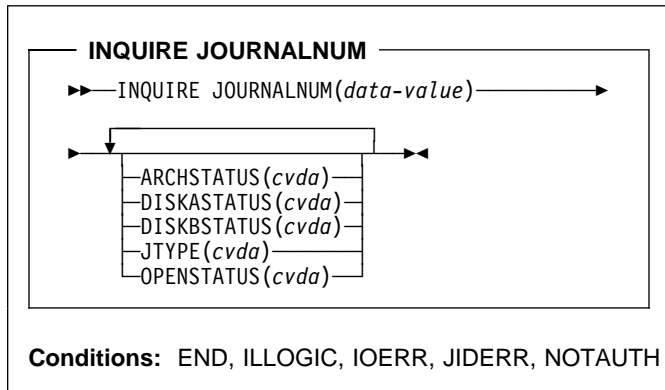 INQUIRE JOURNALNUM
INQUIRE JOURNALNUM(data-value)
ARCHSTATUS(cvda)
DISKASTATUS(cvda)
DISKBSTATUS(cvda)
JTYPE(cvda)
OPENSTATUS(cvda)
Conditions: END, ILLOGIC, IOERR, JIDERR, NOTAUTH